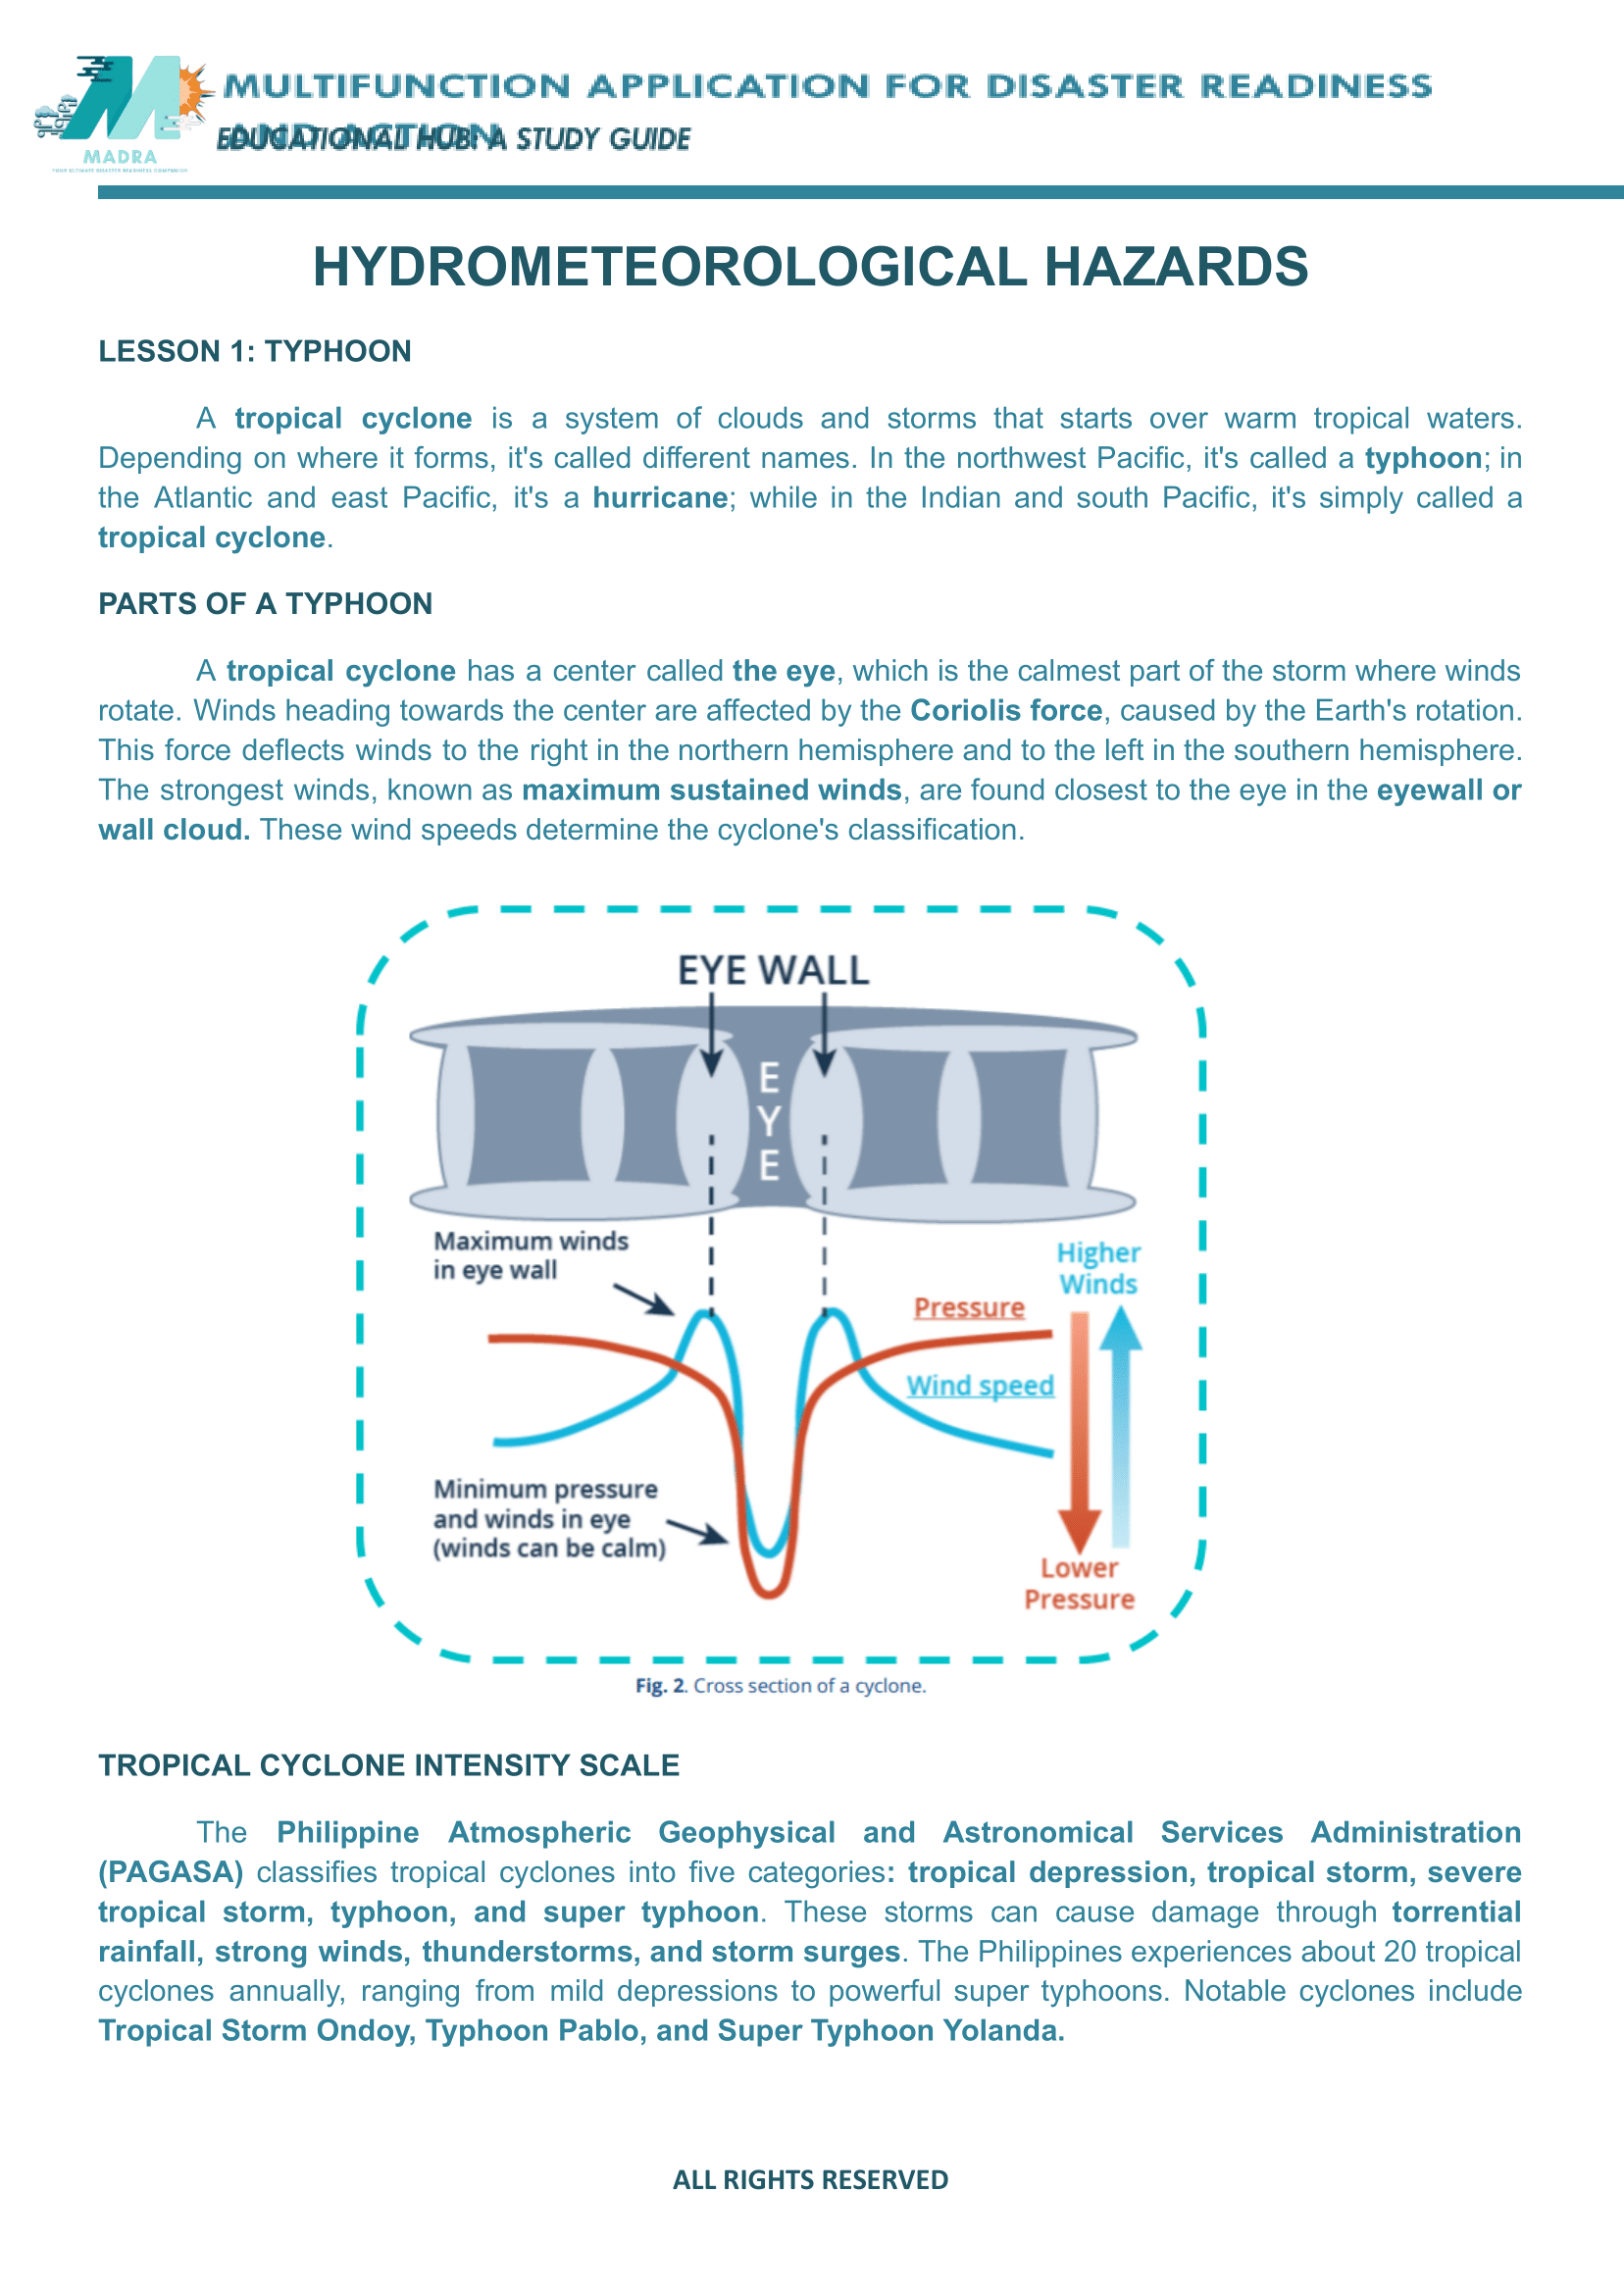 MULTIFUNCTION APPLICATION FOR DISASTER READINESS
AND ACTION
EDUCATIONAL HUB: A STUDY GUIDE
MADRA
YOUR ULTIMATE DISASTER READINESS COMPANION
HYDROMETEOROLOGICAL HAZARDS
LESSON 1: TYPHOON
A tropical cyclone is a system of clouds and storms that starts over warm tropical waters.
Depending on where it forms, it's called different names. In the northwest Pacific, it's called a typhoon; in
the Atlantic and east Pacific, it's a hurricane; while in the Indian and south Pacific, it's simply called a
tropical cyclone.
PARTS OF A TYPHOON
A tropical cyclone has a center called the eye, which is the calmest part of the storm where winds
rotate. Winds heading towards the center are affected by the Coriolis force, caused by the Earth's rotation.
This force deflects winds to the right in the northern hemisphere and to the left in the southern hemisphere.
The strongest winds, known as maximum sustained winds, are found closest to the eye in the eyewall or
wall cloud. These wind speeds determine the cyclone's classification.
EYE WALL
E
Y
E
Maximum winds
in eye wall
Higher
Winds
Pressure
Wind speed
Minimum pressure
and winds in eye
(winds can be calm)
Lower
Pressure
Fig. 2. Cross section of a cyclone.
TROPICAL CYCLONE INTENSITY SCALE
The Philippine Atmospheric Geophysical and Astronomical Services Administration
(PAGASA) classifies tropical cyclones into five categories: tropical depression, tropical storm, severe
tropical storm, typhoon, and super typhoon. These storms can cause damage through torrential
rainfall, strong winds, thunderstorms, and storm surges. The Philippines experiences about 20 tropical
cyclones annually, ranging from mild depressions to powerful super typhoons. Notable cyclones include
Tropical Storm Ondoy, Typhoon Pablo, and Super Typhoon Yolanda.
ALL RIGHTS RESERVED